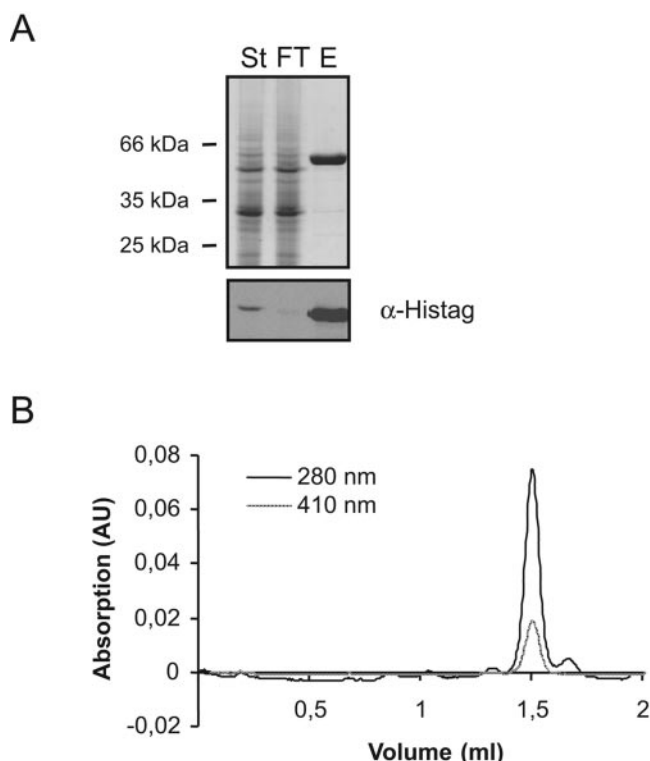 A
St FT E
66 kDa
35 kDa
25 kDa
α-Histag
B
0,08
280 nm
410 nm
0,06
0,04
0,02
0
-0,02
0,5 1 1,5 2
Absorption (AU)
Volume (ml)